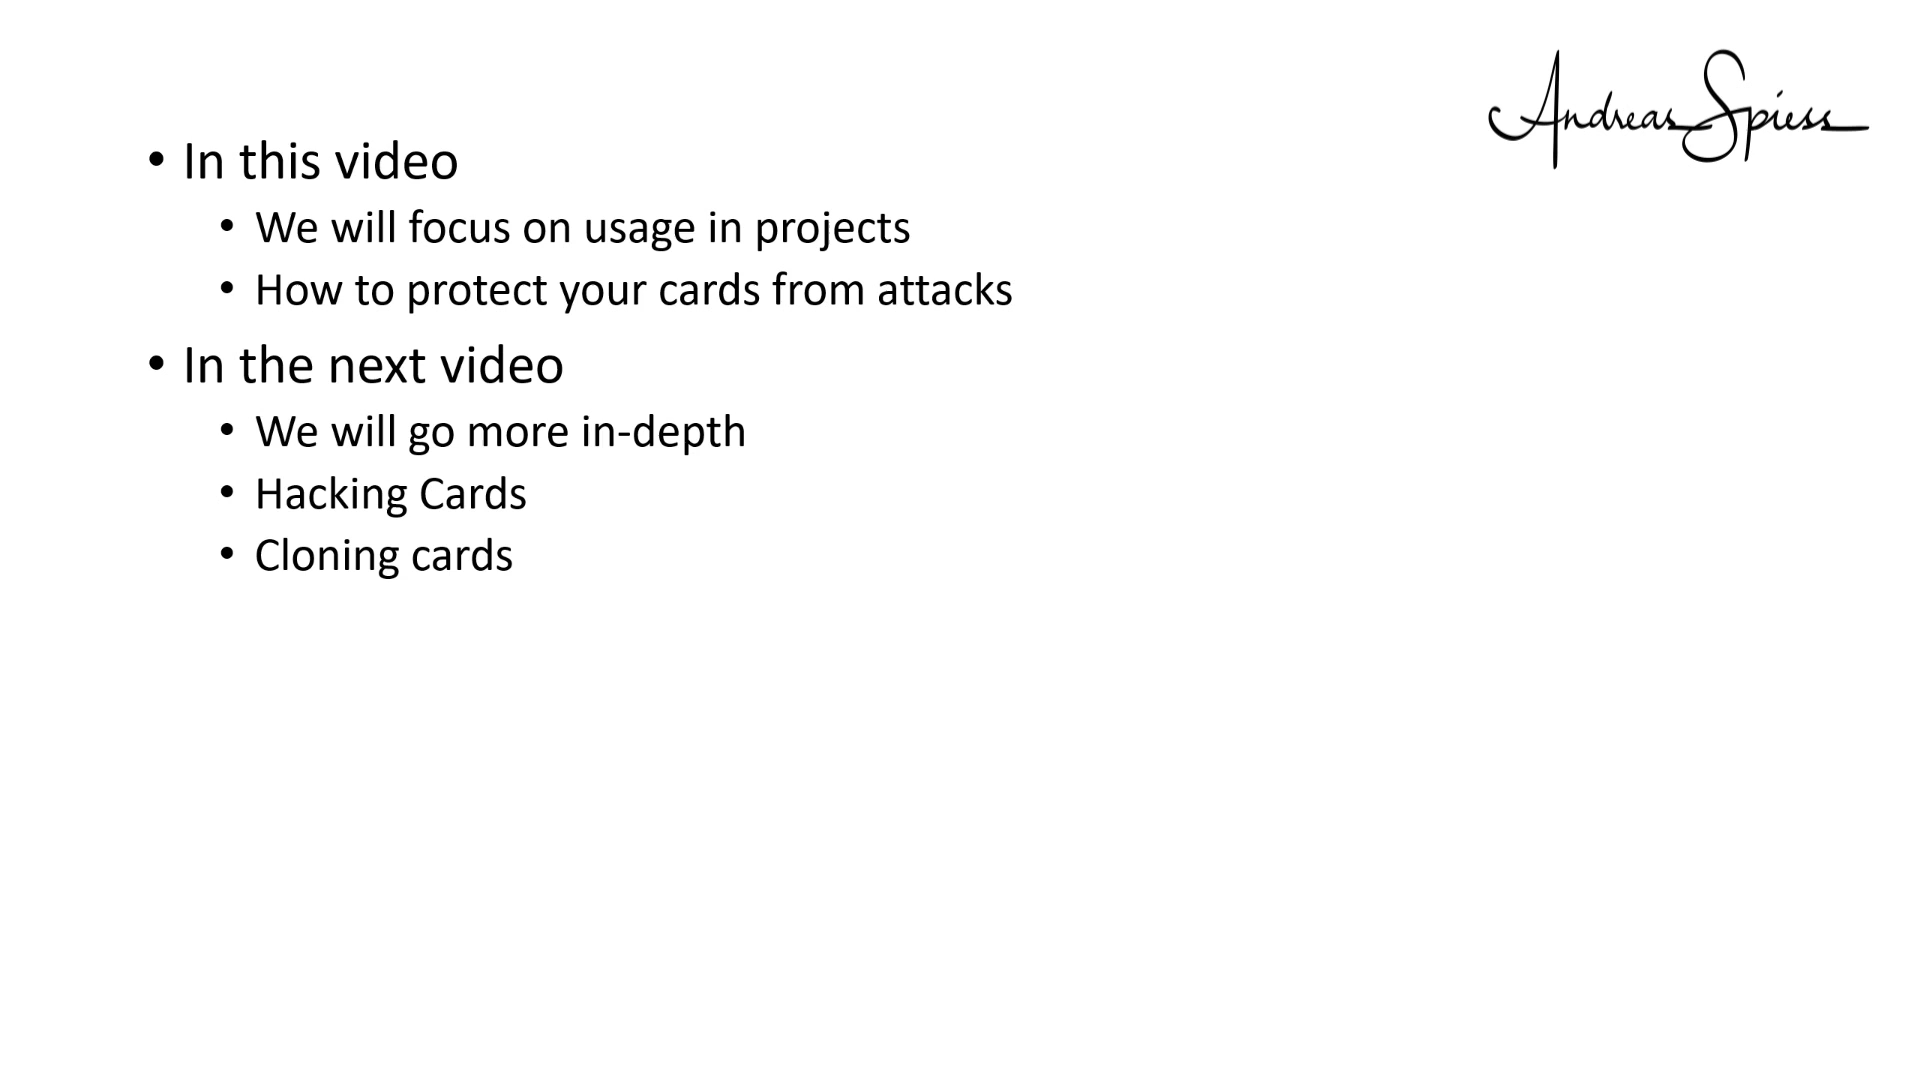 Andreas Spiess
• In this video
• We will focus on usage in projects
• How to protect your cards from attacks
• In the next video
• We will go more in-depth
• Hacking Cards
• Cloning cards